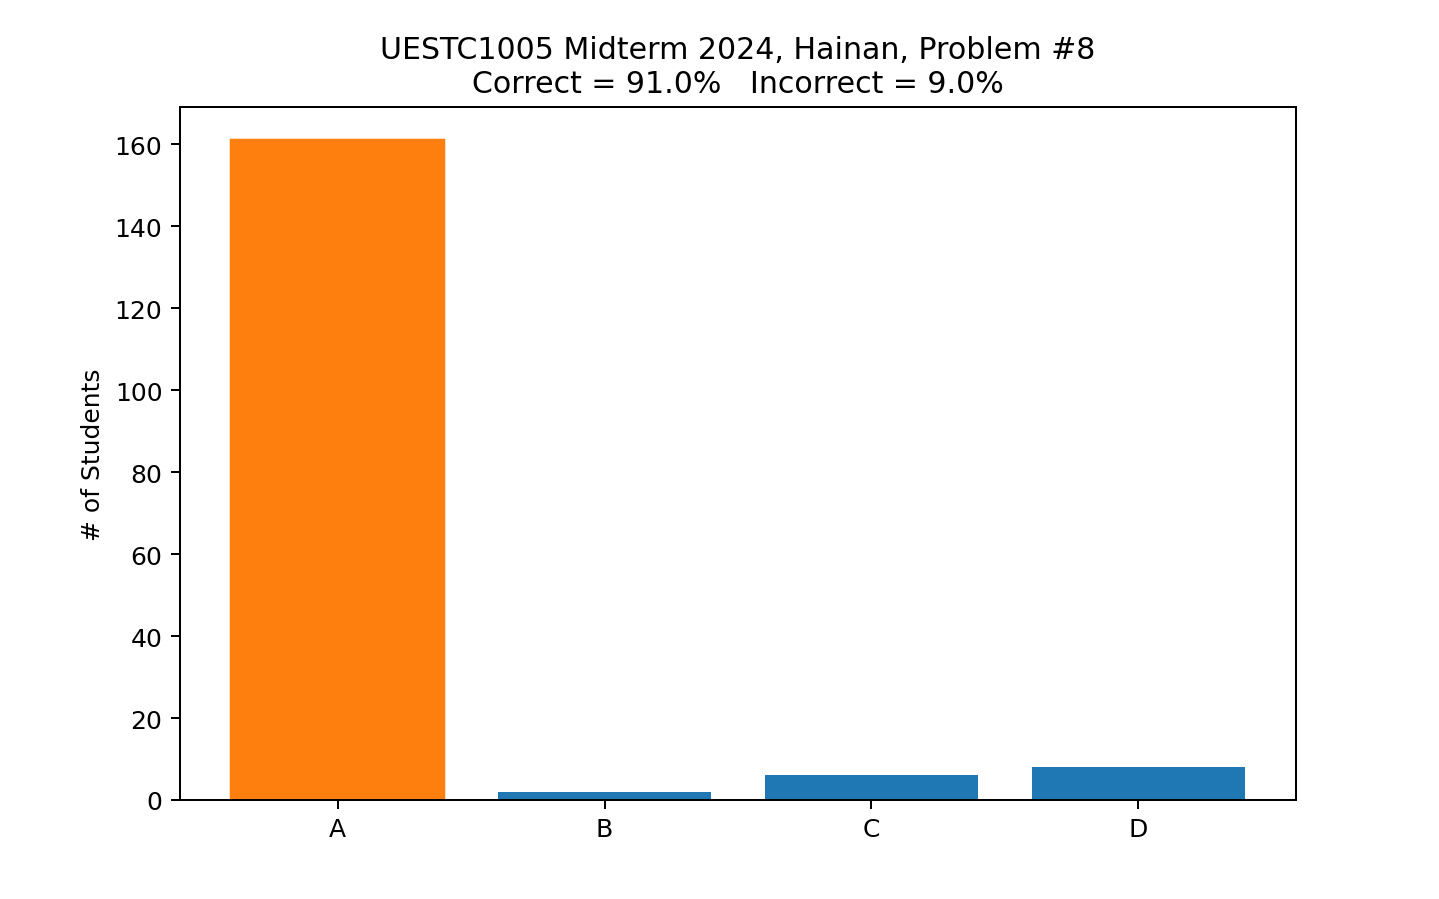 UESTC1005 Midterm 2024, Hainan, Problem #8
Correct = 91.0%   Incorrect = 9.0%
160
140
120
100
80
60
40
20
0
# of Students
A
B
C
D